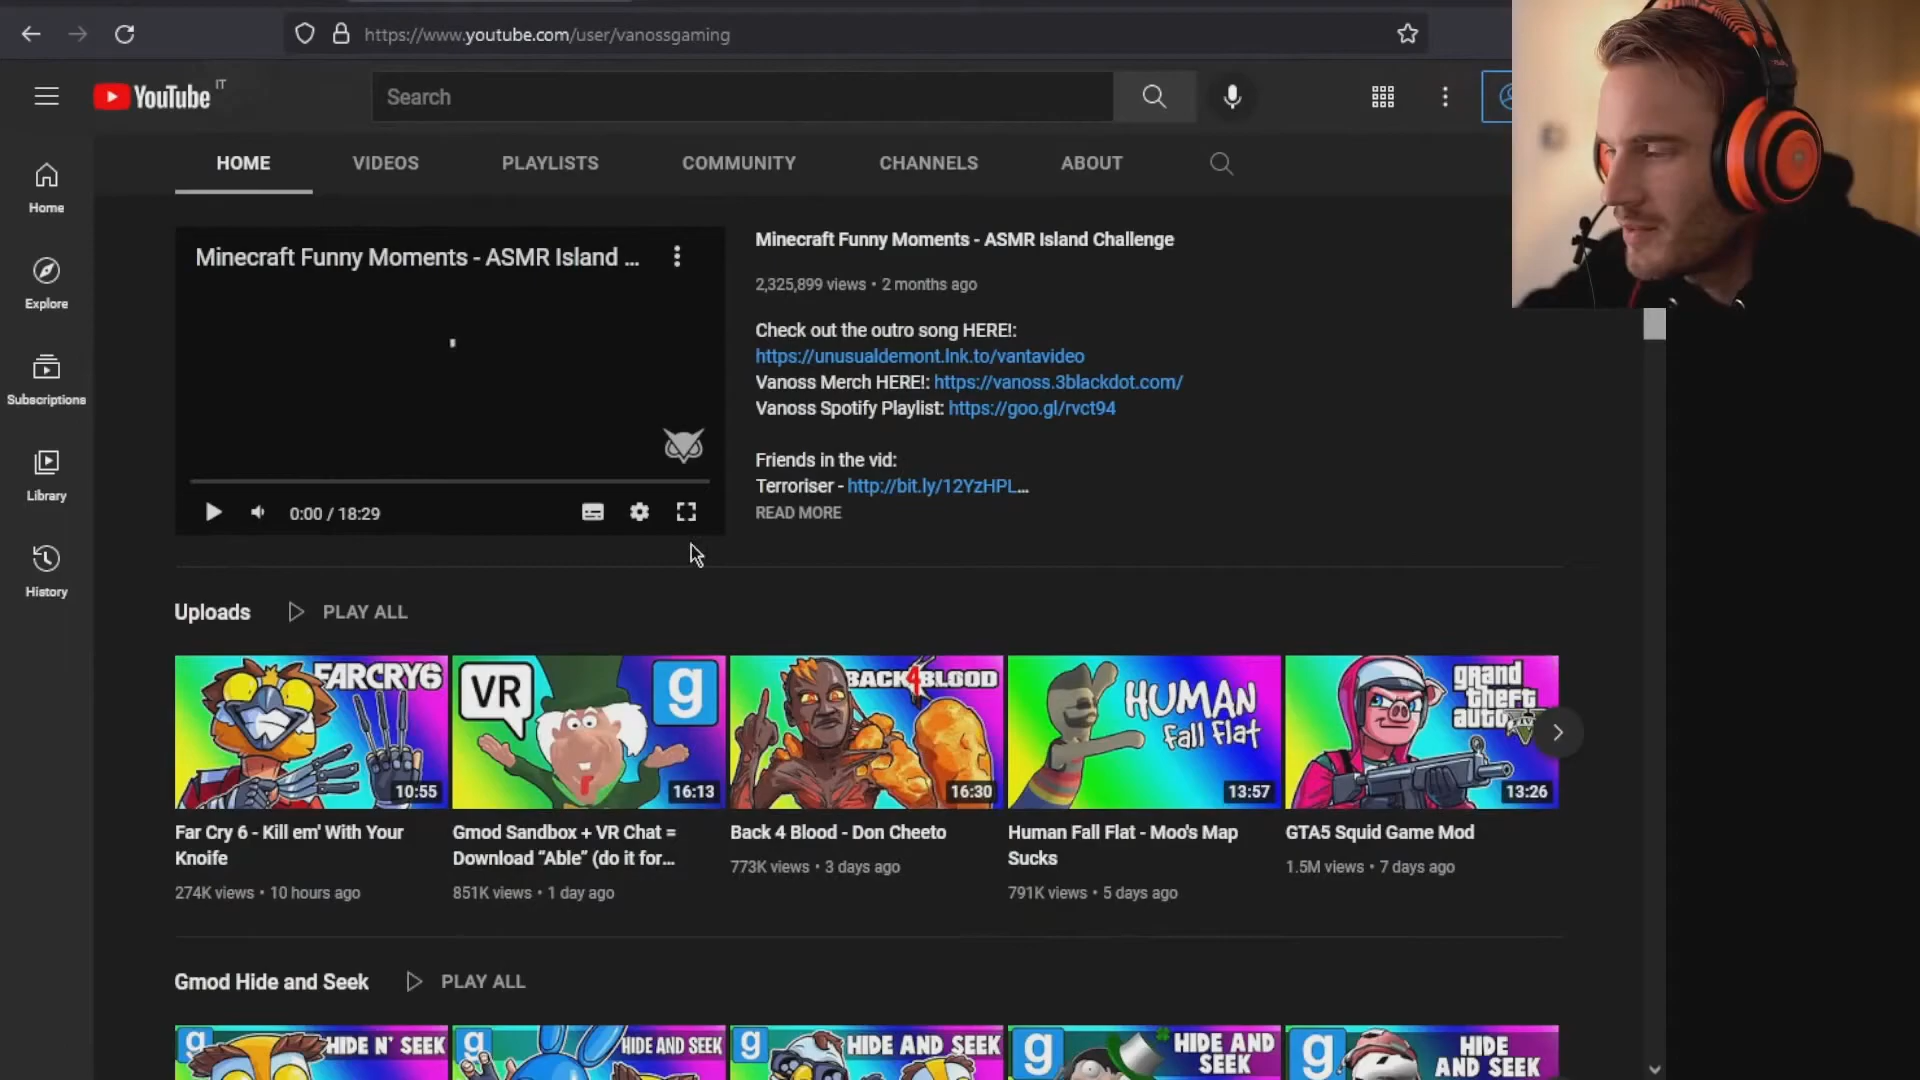 https://www.youtube.com/user/vanossgaming
YouTube IT
Search
HOME VIDEOS PLAYLISTS COMMUNITY CHANNELS ABOUT
Home
Explore
Subscriptions
Library
History
Minecraft Funny Moments - ASMR Island ...
0:00 / 18:29
Minecraft Funny Moments - ASMR Island Challenge
2,325,899 views • 2 months ago
Check out the outro song HERE!:
https://unusualdemont.lnk.to/vantavideo
Vanoss Merch HERE!: https://vanoss.3blackdot.com/
Vanoss Spotify Playlist: https://goo.gl/rvct94
Friends in the vid:
Terroriser - http://bit.ly/12YzHPL...
READ MORE
Uploads PLAY ALL
FARCRY6
10:55
Far Cry 6 - Kill em' With Your
Knoife
274K views • 10 hours ago
VR
g
16:13
Gmod Sandbox + VR Chat =
Download “Able” (do it for...
851K views • 1 day ago
BACK4BLOOD
16:30
Back 4 Blood - Don Cheeto
773K views • 3 days ago
HUMAN
fall flat
13:57
Human Fall Flat - Moo's Map
Sucks
791K views • 5 days ago
grand
theft
auto V
13:26
GTA5 Squid Game Mod
1.5M views • 7 days ago
Gmod Hide and Seek PLAY ALL
g HIDE N' SEEK
g HIDE AND SEEK
g HIDE AND SEEK
g HIDE AND
SEEK
g HIDE
AND SEEK